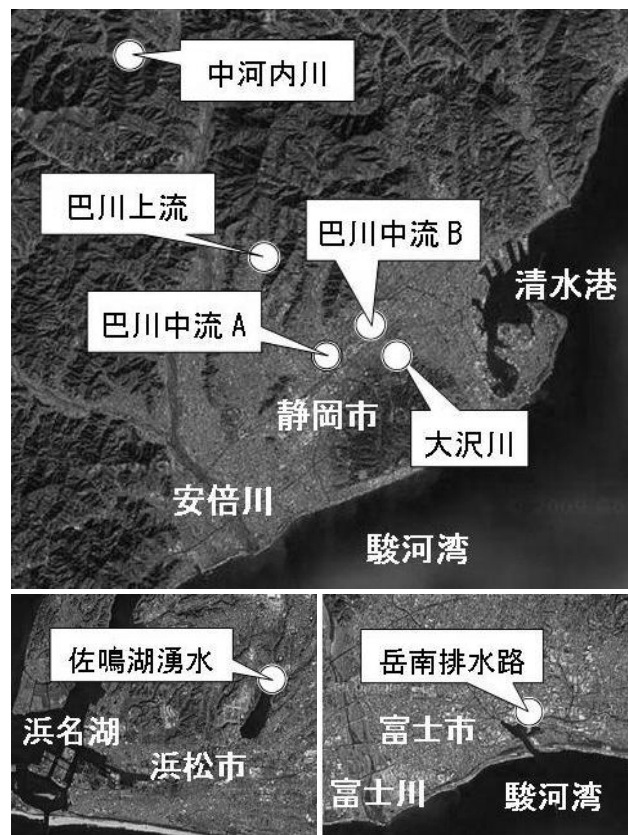 中河内川
巴川上流
巴川中流 B
清水港
巴川中流 A
静岡市
大沢川
安倍川
駿河湾
佐鳴湖湧水
浜名湖
浜松市
岳南排水路
富士市
富士川
駿河湾